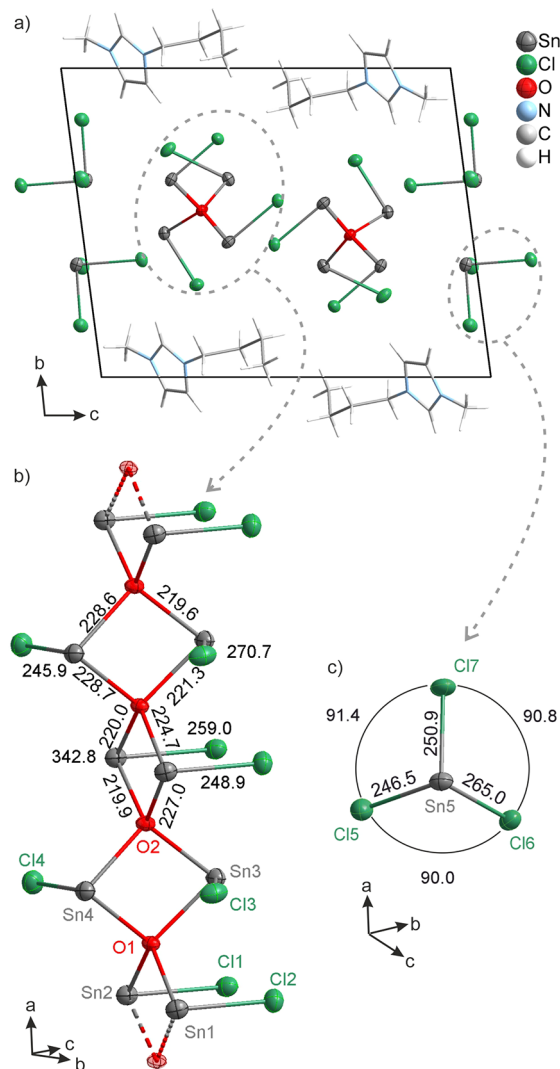 a)
Sn
Cl
O
N
C
H
b
c
b)
228.6
219.6
245.9
228.7
221.3
270.7
220.0
224.7
259.0
342.8
248.9
219.9
227.0
O2
Cl4
Sn3
Sn4
Cl3
O1
Cl1
Sn2
Cl2
Sn1
a
c
b
c)
Cl7
91.4
90.8
250.9
246.5
265.0
Sn5
Cl5
Cl6
90.0
a
b
c